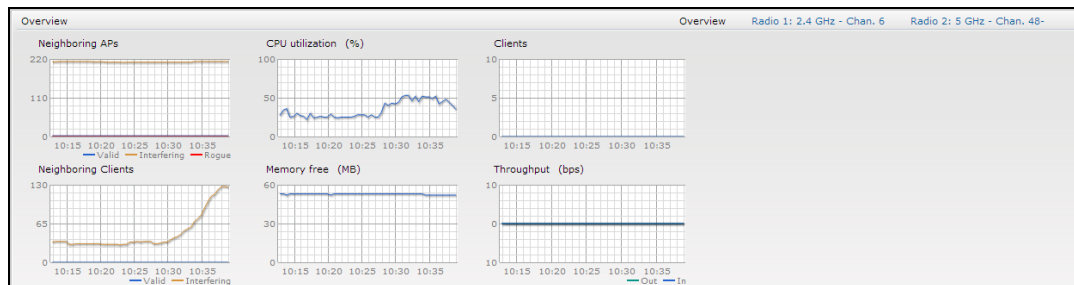 Overview
Overview Radio 1: 2.4 GHz - Chan. 6 Radio 2: 5 GHz - Chan. 48-
Neighboring APs
220
110
0
10:15 10:20 10:25 10:30 10:35
Valid Interfering Rogue
CPU utilization (%)
100
50
0
10:15 10:20 10:25 10:30 10:35
Clients
10
5
0
10:15 10:20 10:25 10:30 10:35
Neighboring Clients
130
65
0
10:15 10:20 10:25 10:30 10:35
Valid Interfering
Memory free (MB)
60
30
0
10:15 10:20 10:25 10:30 10:35
Throughput (bps)
10
0
10
10:15 10:20 10:25 10:30 10:35
Out In